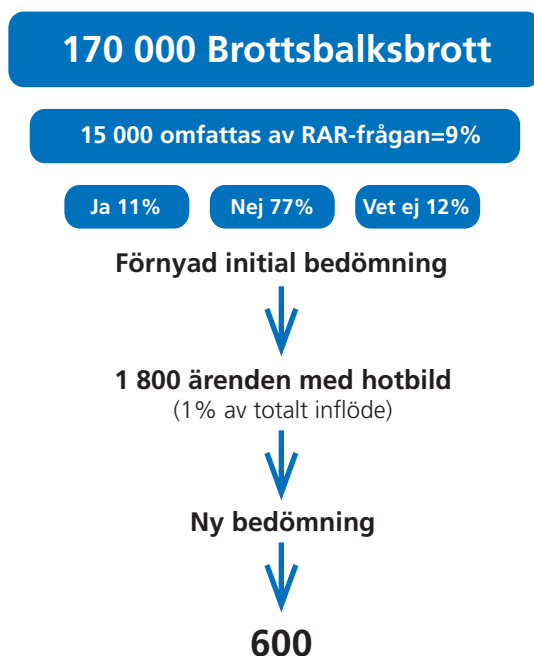 170 000 Brottsbalksbrott
15 000 omfattas av RAR-frågan=9%
Ja 11%
Nej 77%
Vet ej 12%
Förnyad initial bedömning
1 800 ärenden med hotbild
(1% av totalt inflöde)
Ny bedömning
600